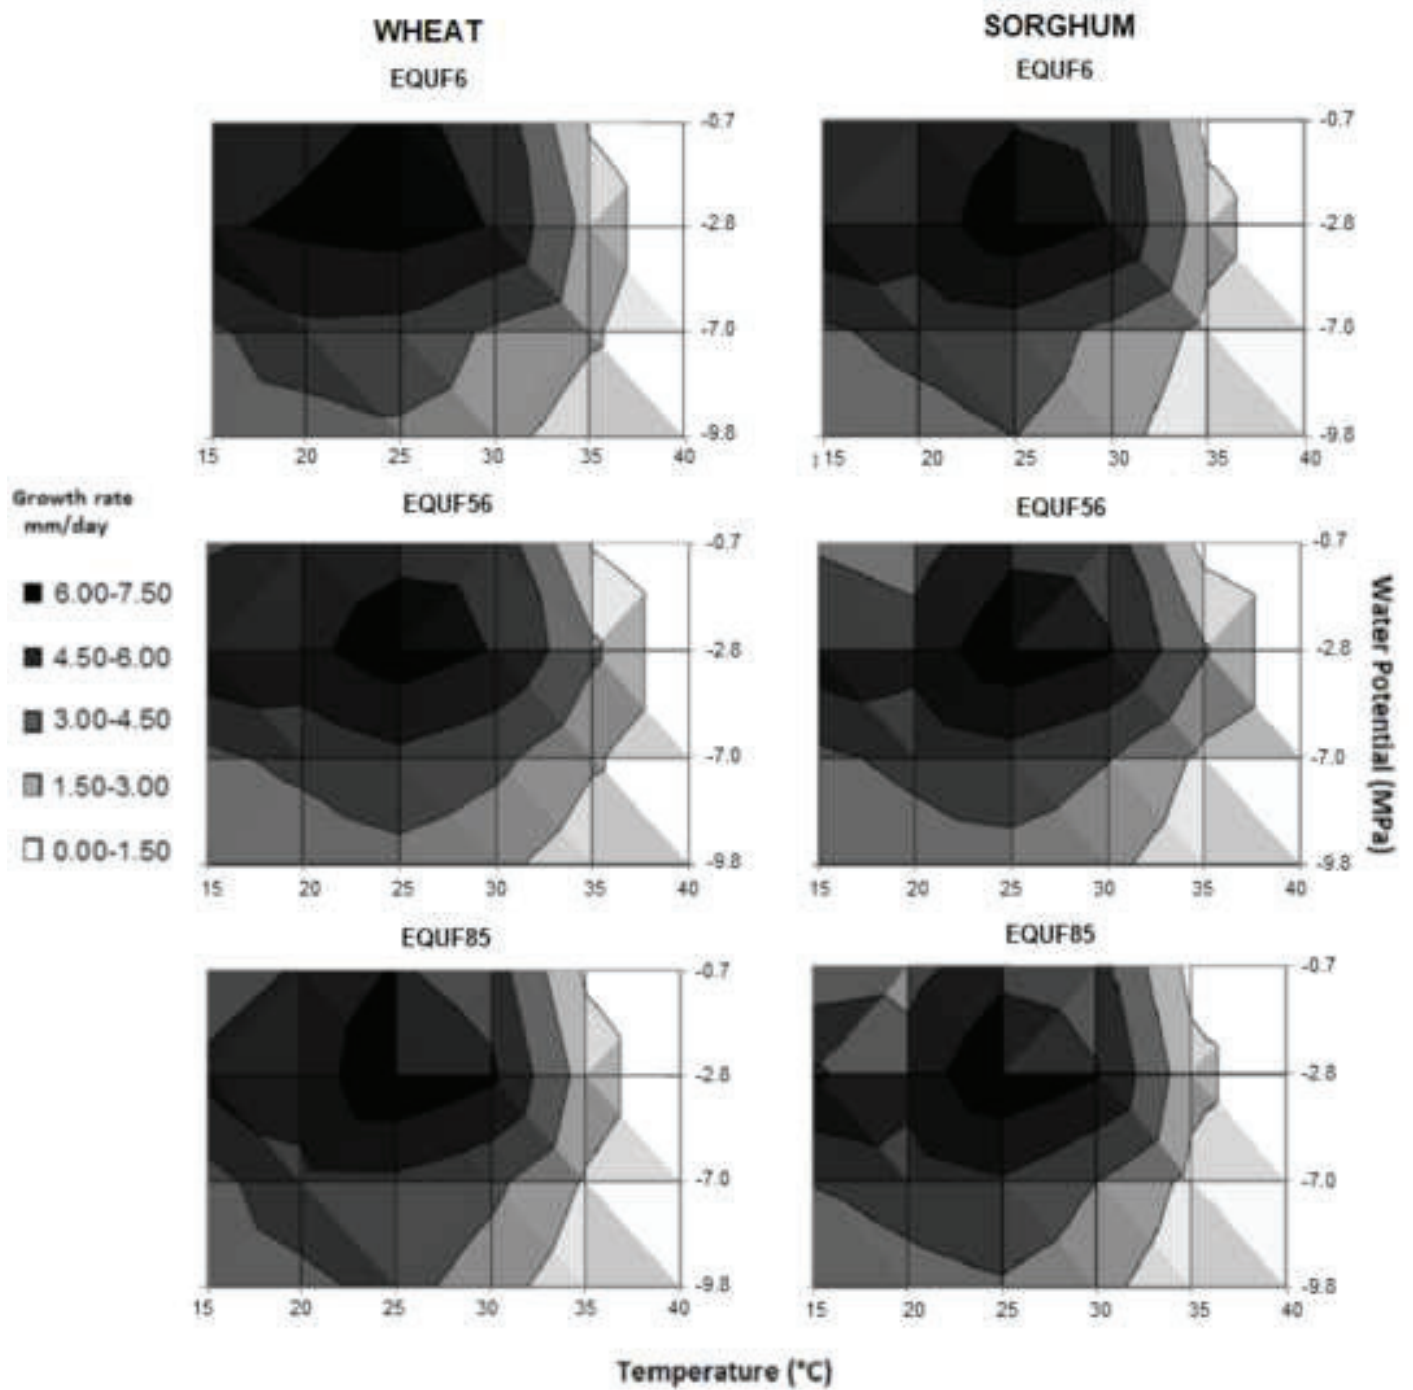 WHEAT
SORGHUM
EQUF6
EQUF6
-0.7
-2.8
-7.0
-9.8
15 20 25 30 35 40
-0.7
-2.8
-7.0
-9.8
15 20 25 30 35 40
Growth rate
mm/day
6.00-7.50
4.50-6.00
3.00-4.50
1.50-3.00
0.00-1.50
EQUF56
EQUF56
-0.7
-2.8
-7.0
-9.8
15 20 25 30 35 40
-0.7
-2.8
-7.0
-9.8
15 20 25 30 35 40
Water Potential (MPa)
EQUF85
EQUF85
-0.7
-2.8
-7.0
-9.8
15 20 25 30 35 40
-0.7
-2.8
-7.0
-9.8
15 20 25 30 35 40
Temperature (°C)